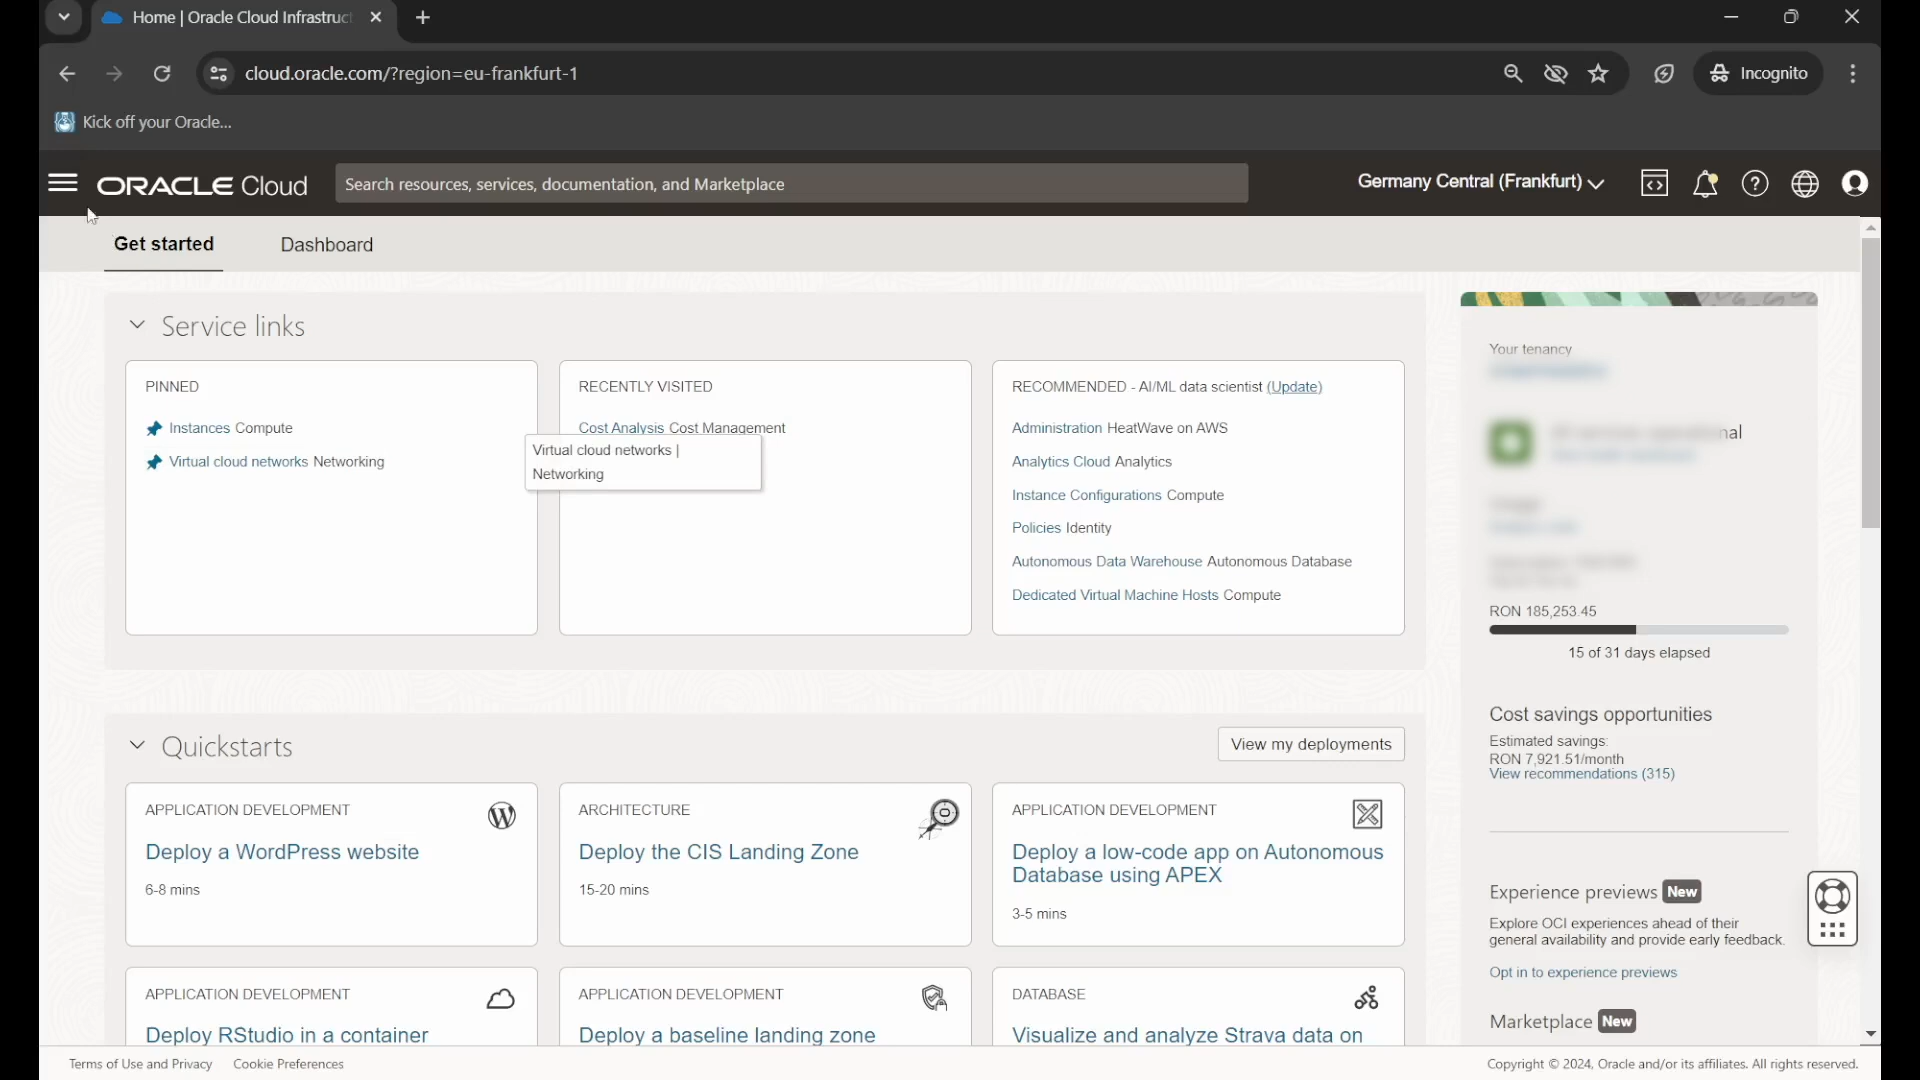 Home | Oracle Cloud Infrastruct
cloud.oracle.com/?region=eu-frankfurt-1
Incognito
Kick off your Oracle...
ORACLE Cloud
Search resources, services, documentation, and Marketplace
Germany Central (Frankfurt)
Get started
Dashboard
Service links
PINNED
Instances Compute
Virtual cloud networks Networking
RECENTLY VISITED
Cost Analysis Cost Management
Virtual cloud networks |
Networking
RECOMMENDED - AI/ML data scientist (Update)
Administration HeatWave on AWS
Analytics Cloud Analytics
Instance Configurations Compute
Policies Identity
Autonomous Data Warehouse Autonomous Database
Dedicated Virtual Machine Hosts Compute
Your tenancy
RON 185,253.45
15 of 31 days elapsed
Cost savings opportunities
Estimated savings:
RON 7,921.51/month
View recommendations (315)
Quickstarts
View my deployments
APPLICATION DEVELOPMENT
Deploy a WordPress website
6-8 mins
ARCHITECTURE
Deploy the CIS Landing Zone
15-20 mins
APPLICATION DEVELOPMENT
Deploy a low-code app on Autonomous
Database using APEX
3-5 mins
Experience previews New
Explore OCI experiences ahead of their
general availability and provide early feedback.
Opt in to experience previews
Marketplace New
APPLICATION DEVELOPMENT
Deploy RStudio in a container
APPLICATION DEVELOPMENT
Deploy a baseline landing zone
DATABASE
Visualize and analyze Strava data on
Terms of Use and Privacy
Cookie Preferences
Copyright © 2024, Oracle and/or its affiliates. All rights reserved.